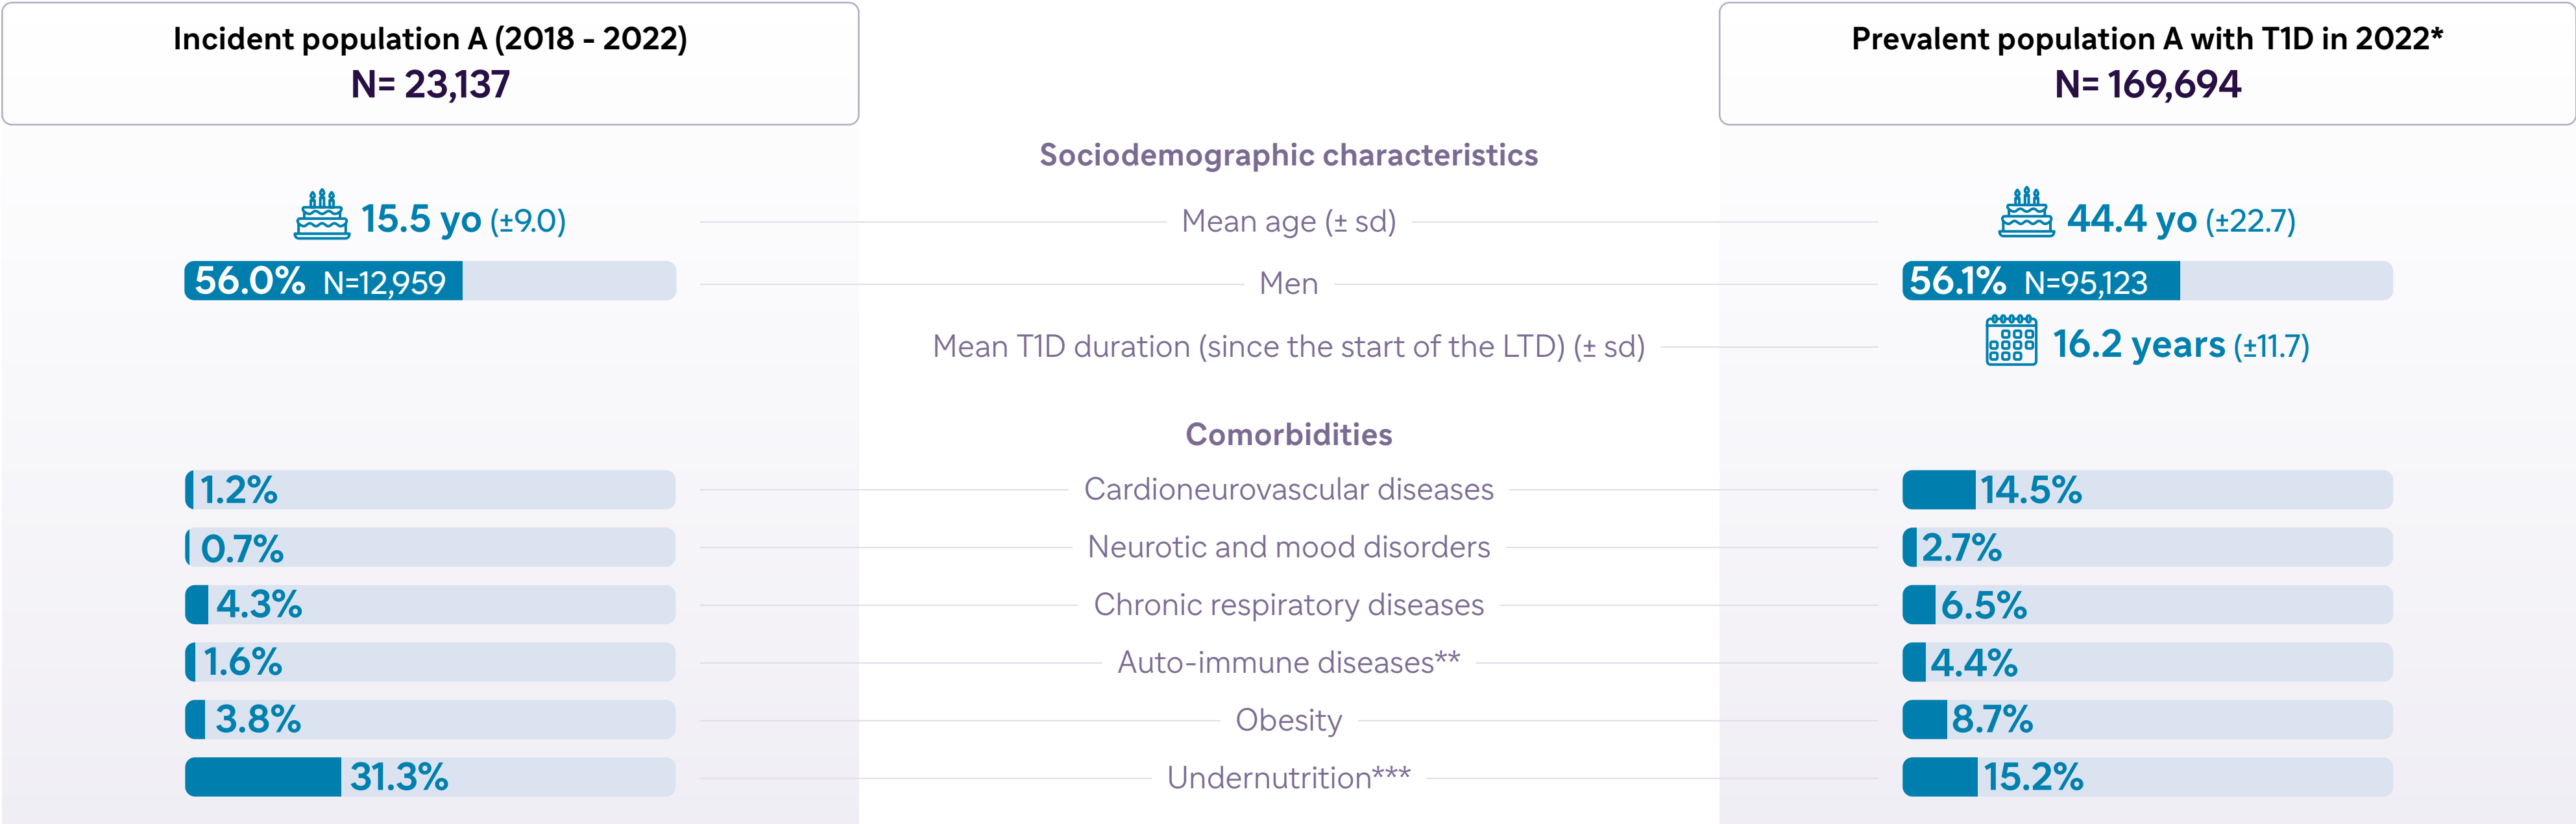 Incident population A (2018 - 2022)
N= 23,137
Prevalent population A with T1D in 2022*
N= 169,694
Sociodemographic characteristics
15.5 yo (±9.0)
Mean age (± sd)
44.4 yo (±22.7)
56.0% N=12,959
Men
56.1% N=95,123
Mean T1D duration (since the start of the LTD) (± sd)
16.2 years (±11.7)
Comorbidities
1.2%
Cardioneurovascular diseases
14.5%
0.7%
Neurotic and mood disorders
2.7%
4.3%
Chronic respiratory diseases
6.5%
1.6%
Auto-immune diseases**
4.4%
3.8%
Obesity
8.7%
31.3%
Undernutrition***
15.2%